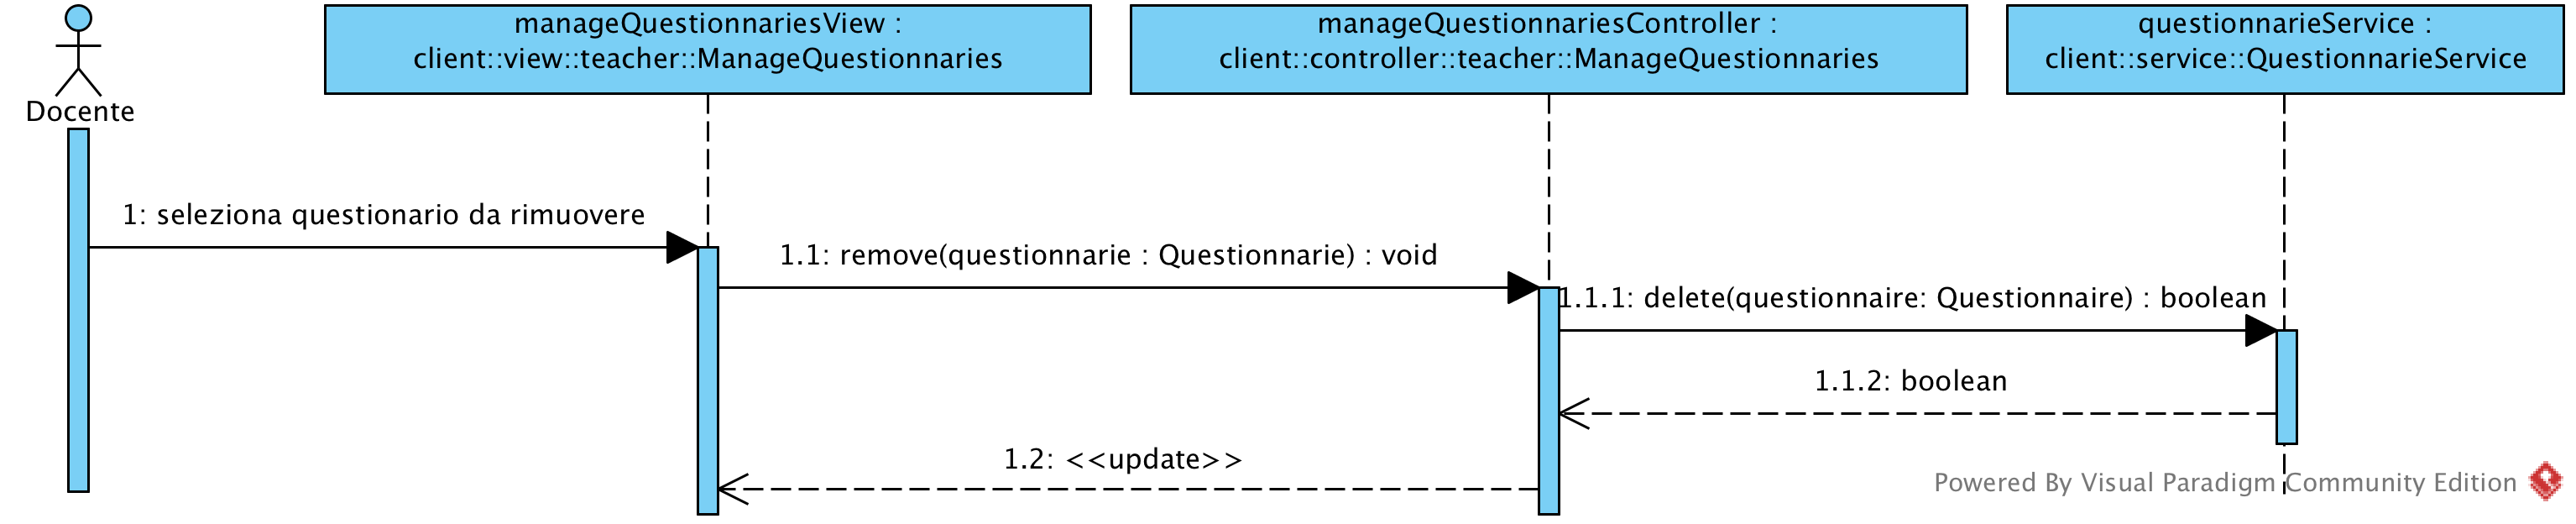 Docente
manageQuestionnariesView :
client::view::teacher::ManageQuestionnaries
manageQuestionnariesController :
client::controller::teacher::ManageQuestionnaries
questionnarieService :
client::service::QuestionnarieService
1: seleziona questionario da rimuovere
1.1: remove(questionnarie : Questionnarie) : void
1.1.1: delete(questionnaire: Questionnaire) : boolean
1.1.2: boolean
1.2: <<update>>
Powered By Visual Paradigm Community Edition